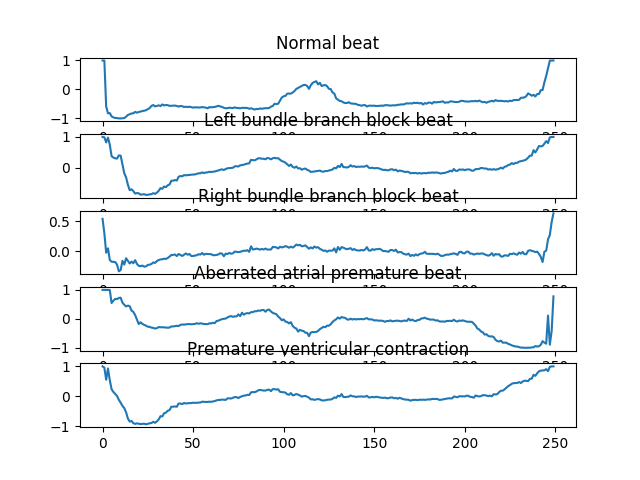 Normal beat
1
0
−1
Left bundle branch block beat
1
0
Right bundle branch block beat
0.5
0.0
Aberrated atrial premature beat
1
0
−1
Premature ventricular contraction
1
0
−1
0 50 100 150 200 250